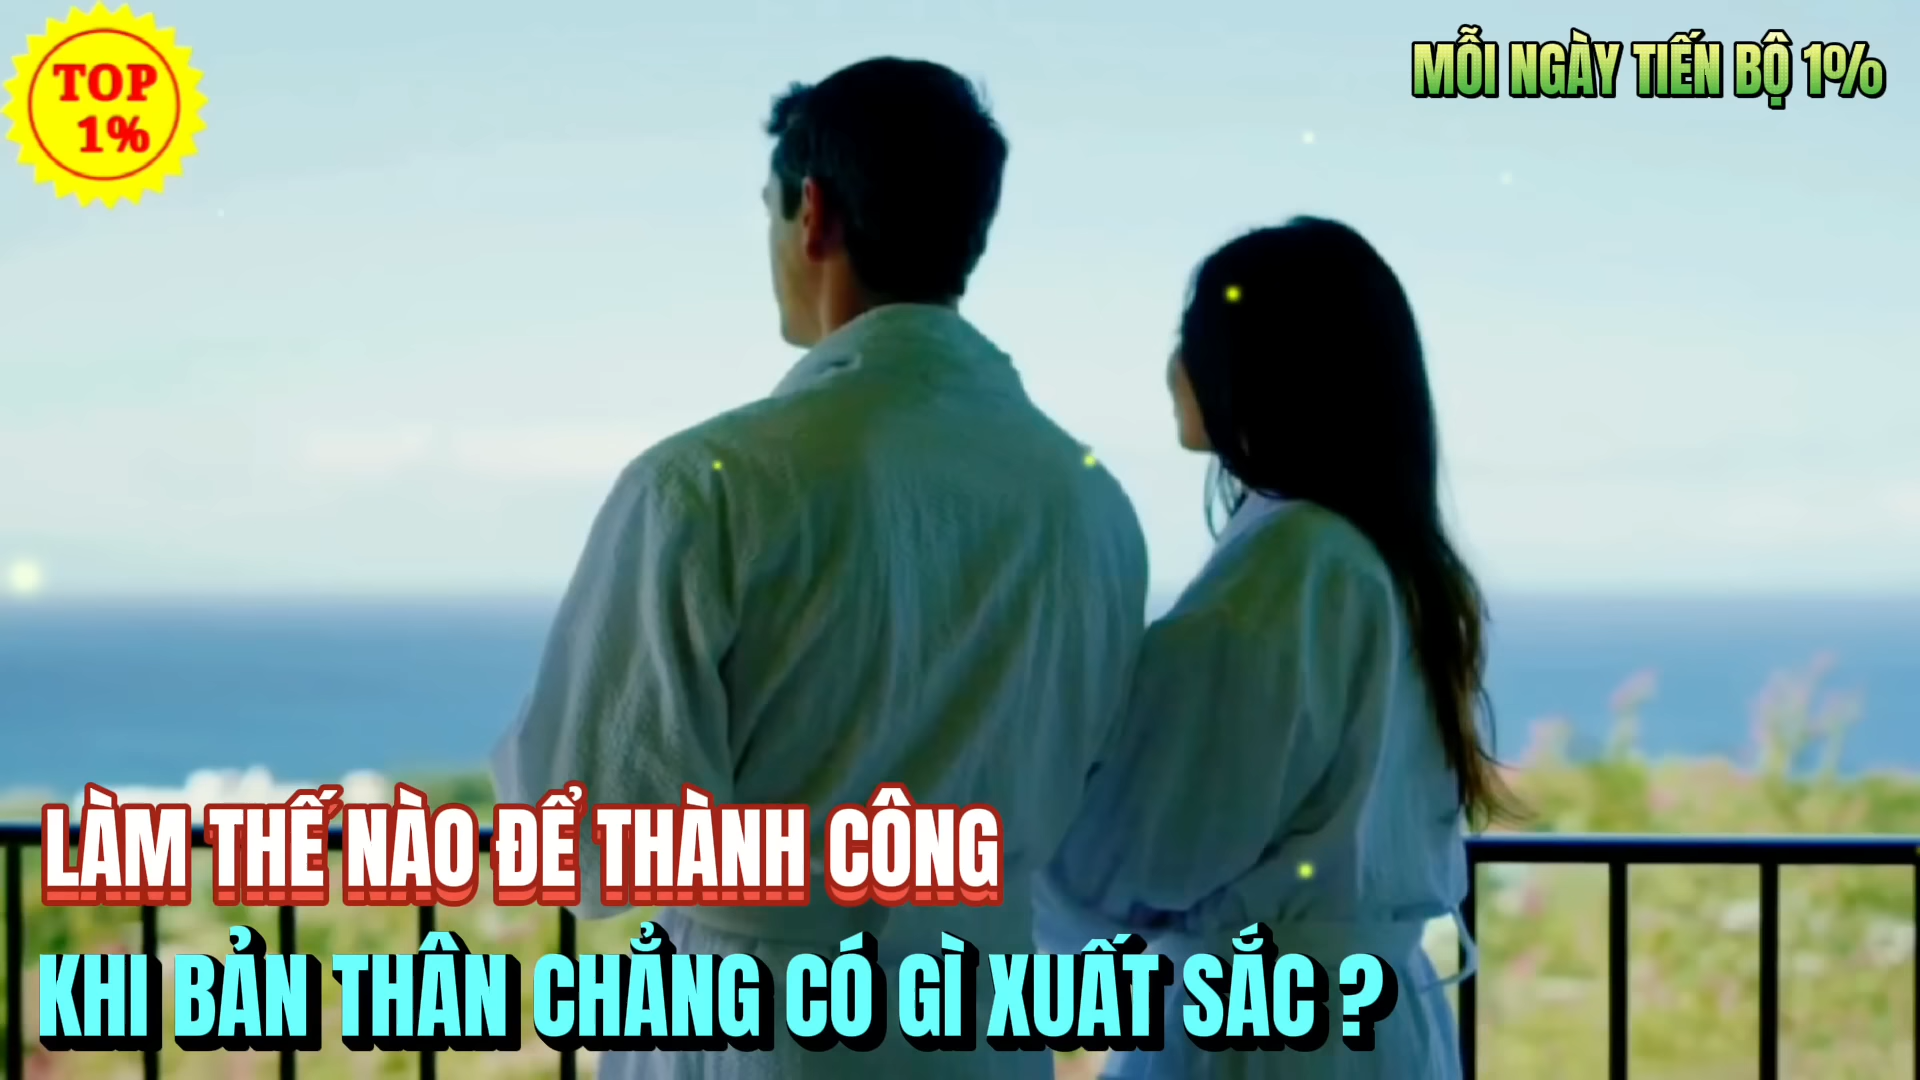 TOP
1%
MỖI NGÀY TIẾN BỘ 1%
LÀM THẾ NÀO ĐỂ THÀNH CÔNG
KHI BẢN THÂN CHẲNG CÓ GÌ XUẤT SẮC ?